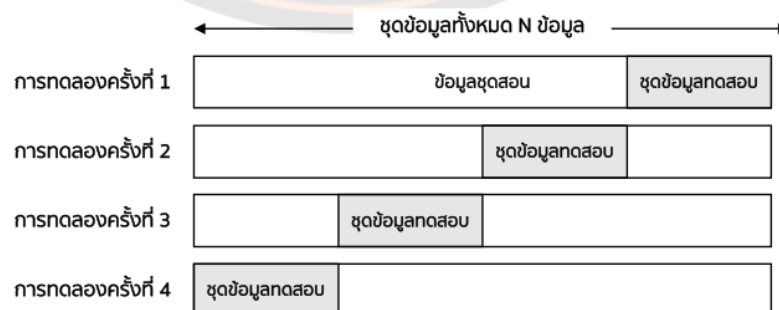 ชุดข้อมูลทั้งหมด N ข้อมูล
การทดลองครั้งที่ 1 ข้อมูลชุดสอน ชุดข้อมูลทดสอบ
การทดลองครั้งที่ 2 ชุดข้อมูลทดสอบ
การทดลองครั้งที่ 3 ชุดข้อมูลทดสอบ
การทดลองครั้งที่ 4 ชุดข้อมูลทดสอบ